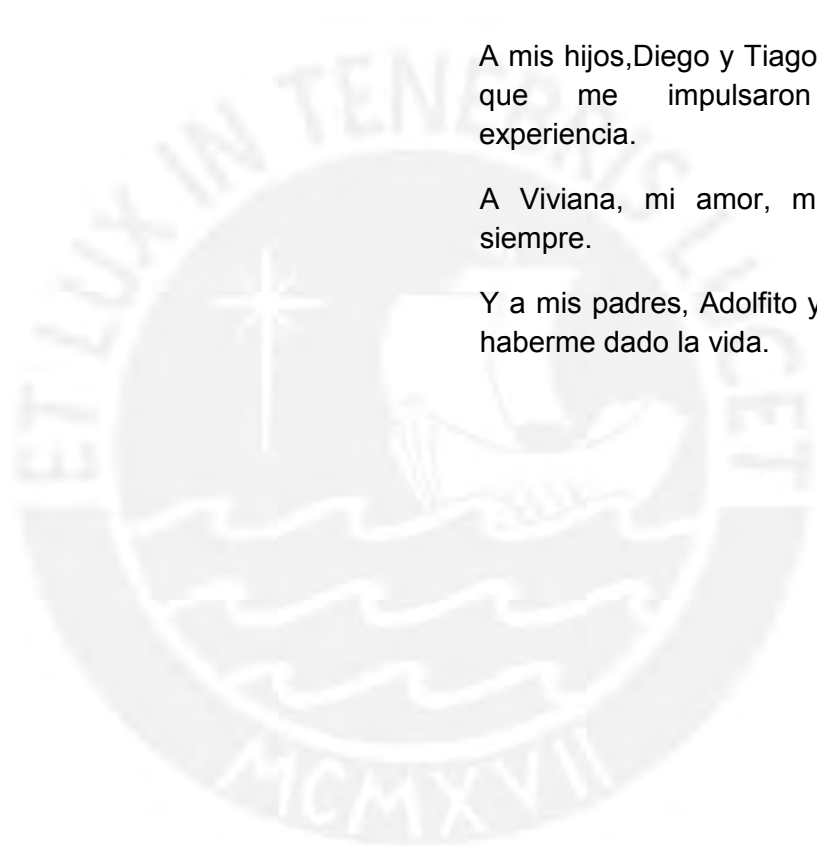 A mis hijos,Diego y Tiago
que me impulsaron
experiencia.
A Viviana, mi amor, m
siempre.
Y a mis padres, Adolfito y
haberme dado la vida.
ET LUX IN TENEBRIS LUCET
MCMXVII